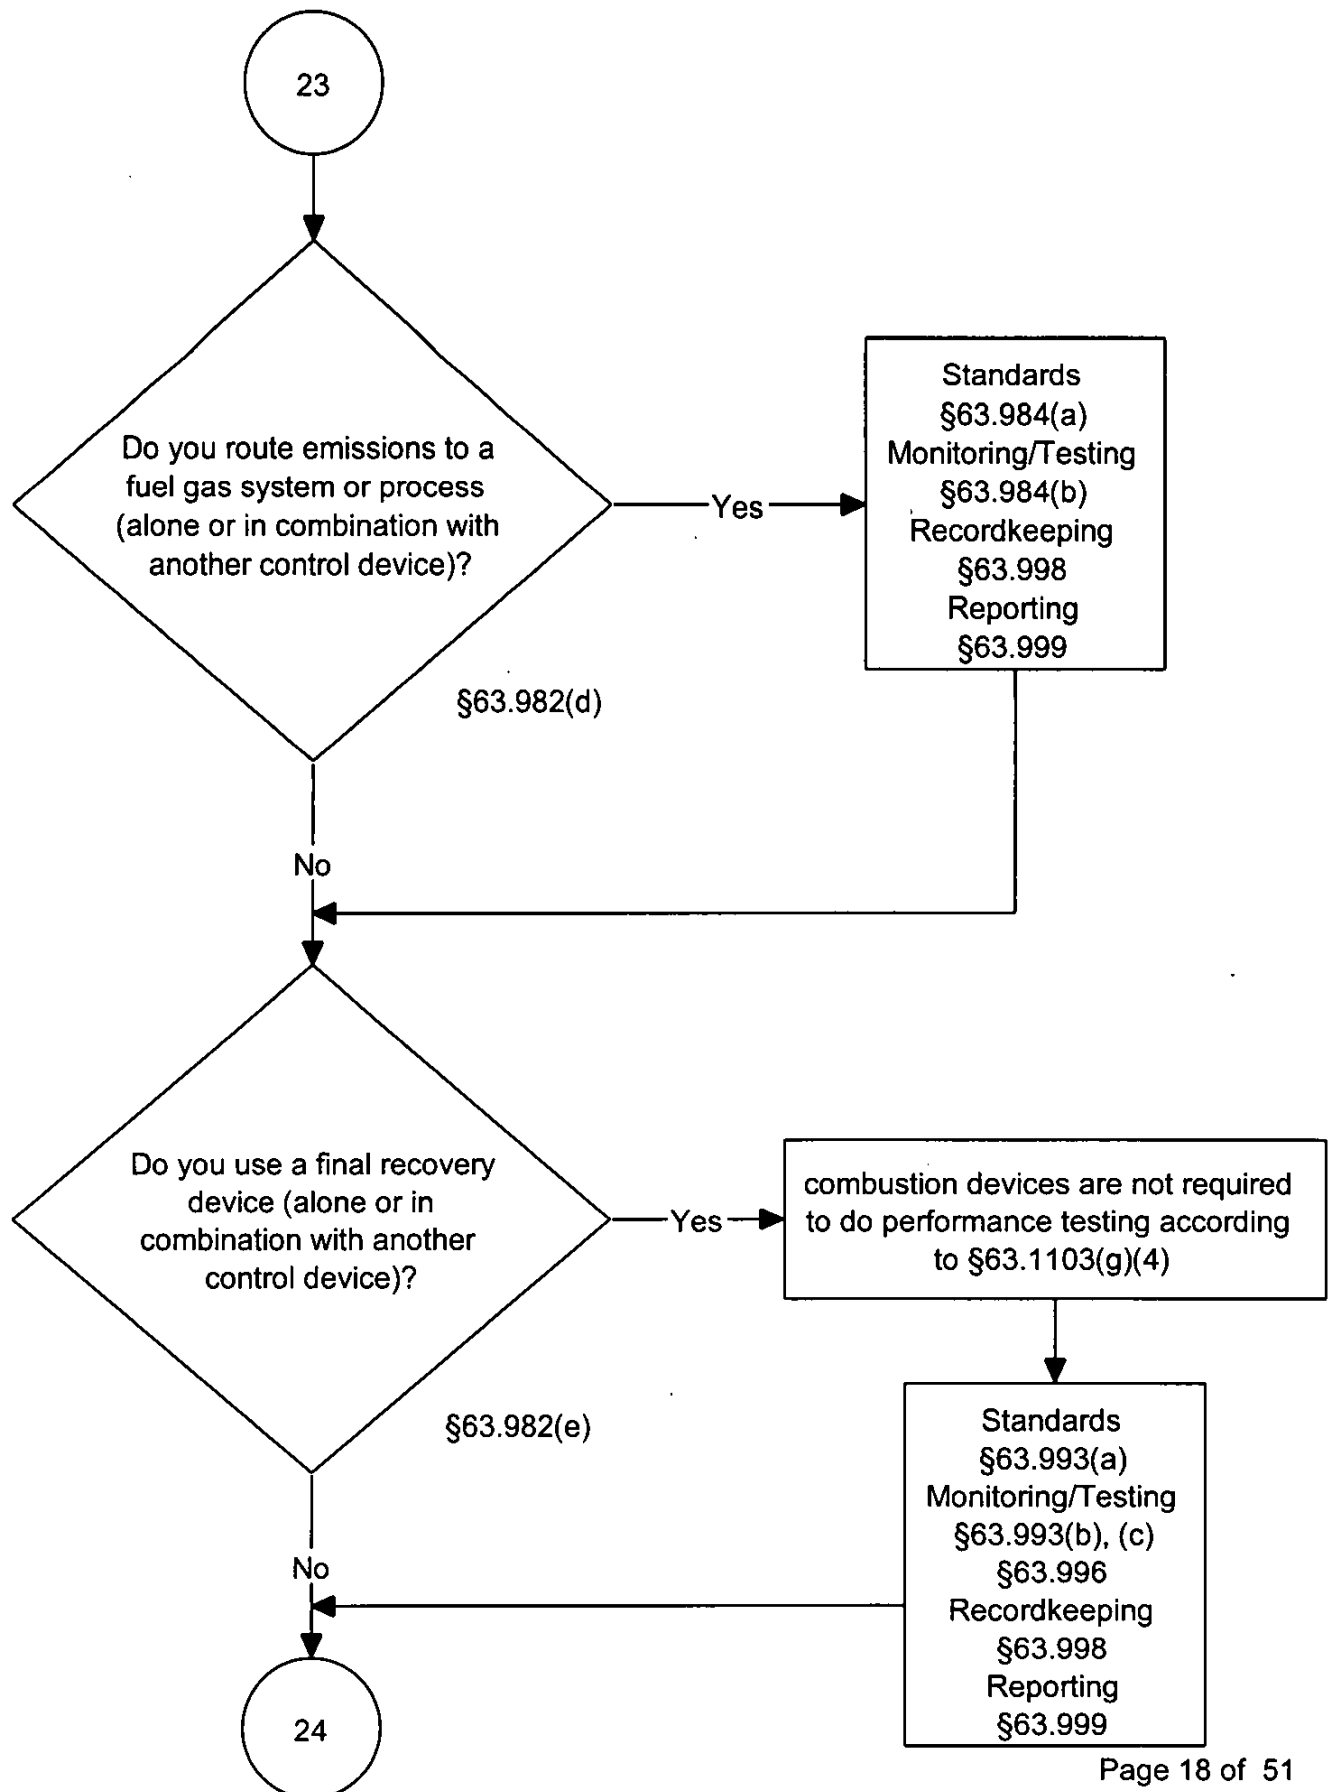 23
Do you route emissions to a
fuel gas system or process
(alone or in combination with
another control device)?
Yes
Standards
§63.984(a)
Monitoring/Testing
§63.984(b)
Recordkeeping
§63.998
Reporting
§63.999
§63.982(d)
No
Do you use a final recovery
device (alone or in
combination with another
control device)?
Yes
combustion devices are not required
to do performance testing according
to §63.1103(g)(4)
§63.982(e)
Standards
§63.993(a)
Monitoring/Testing
§63.993(b), (c)
§63.996
Recordkeeping
§63.998
Reporting
§63.999
No
24
Page 18 of 51